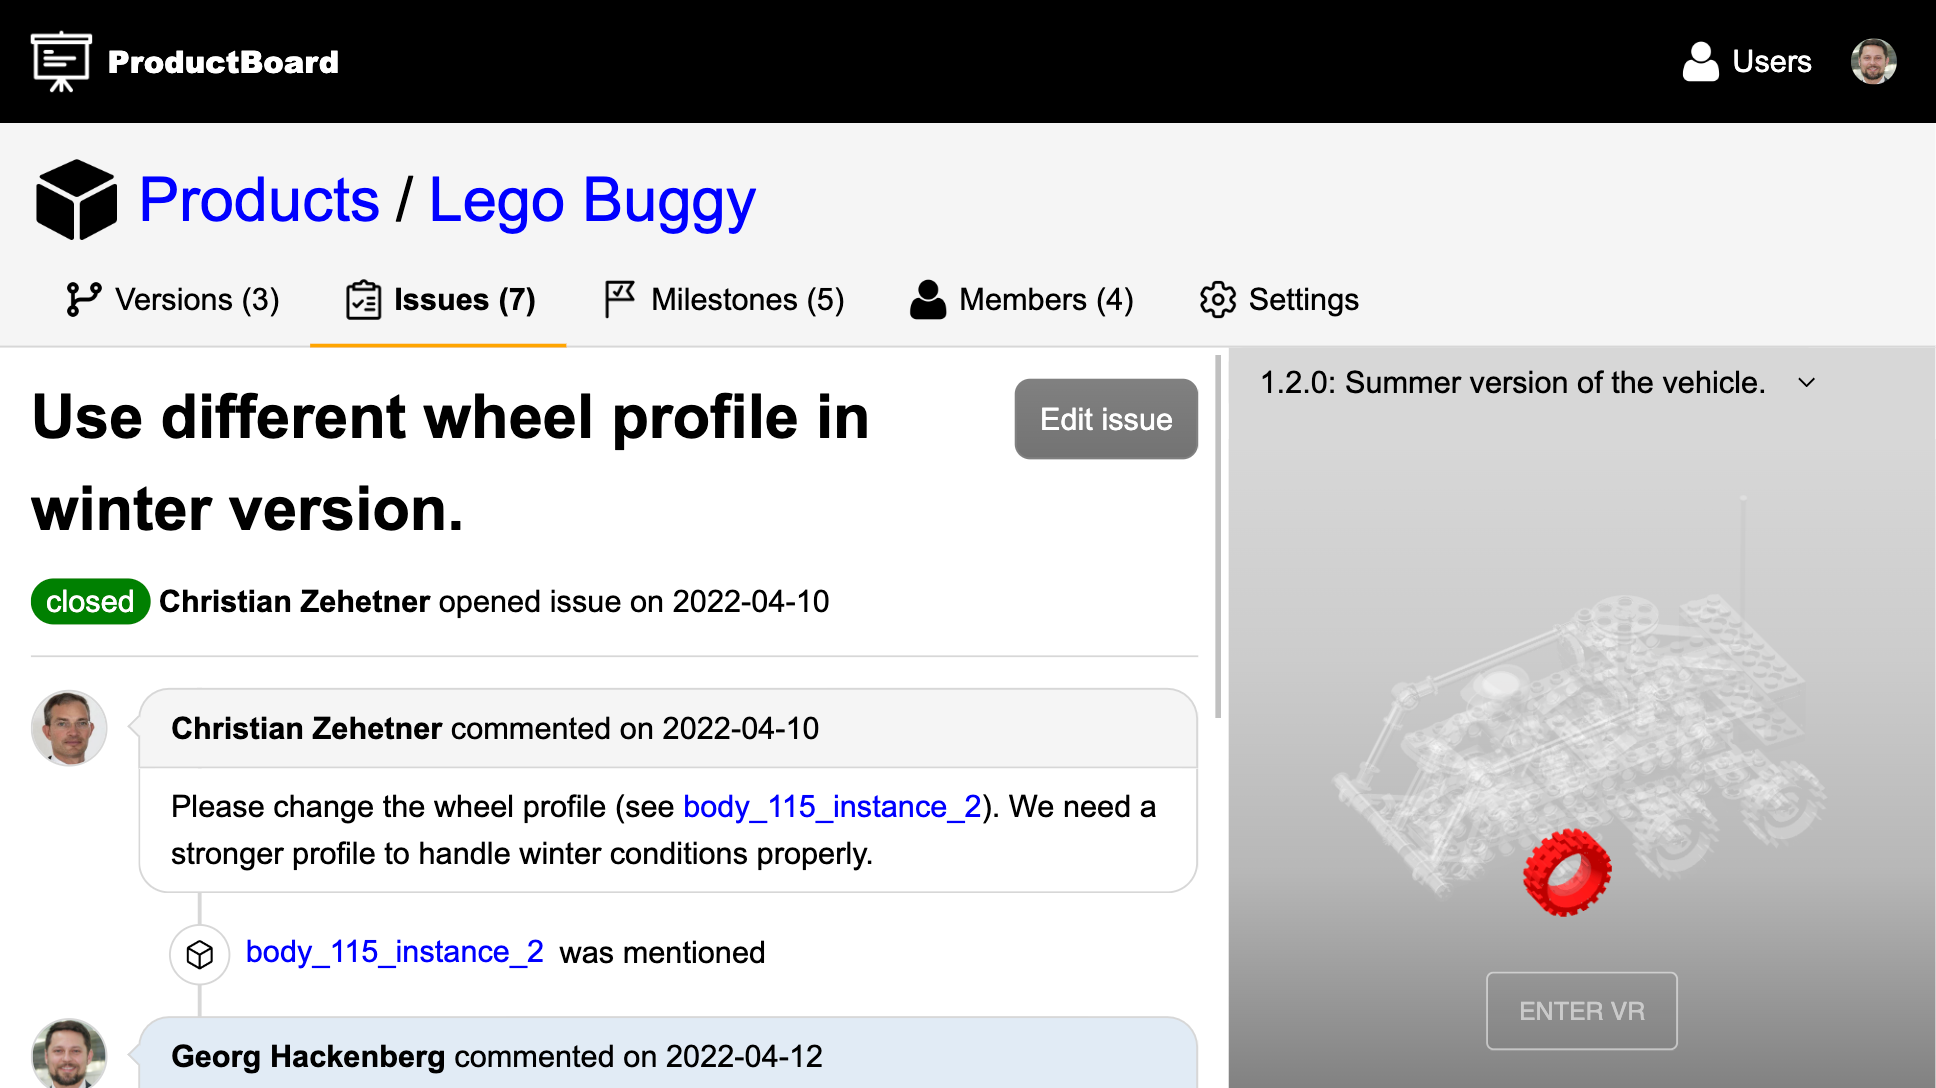 ProductBoard
Users
Products / Lego Buggy
Versions (3)
Issues (7)
Milestones (5)
Members (4)
Settings
Use different wheel profile in
winter version.
Edit issue
closed Christian Zehetner opened issue on 2022-04-10
Christian Zehetner commented on 2022-04-10
Please change the wheel profile (see body_115_instance_2). We need a
stronger profile to handle winter conditions properly.
body_115_instance_2 was mentioned
Georg Hackenberg commented on 2022-04-12
1.2.0: Summer version of the vehicle.
ENTER VR